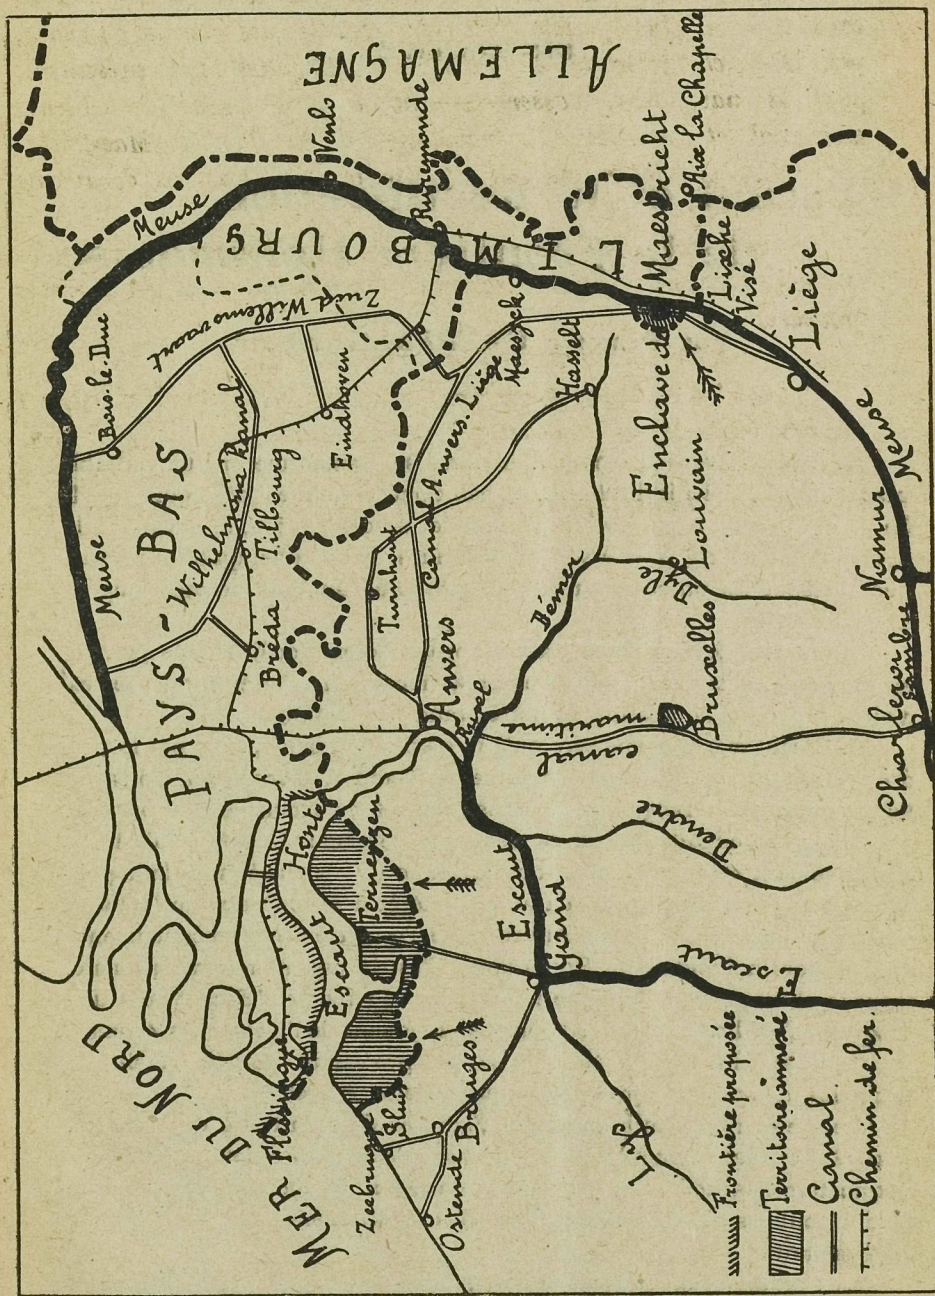 ALLEMAGNE
MER DU NORD
PAYS-BAS
LIMBOURG
Meuse
Venlo
Ruremonde
Bois-le-Duc
Zuid Willemsvaart
Wilhelmina kanal
Eindhoven
Tilbourg
Bréda
Meuse
Maeseyck
Maestricht
Aix la Chapelle
Enclave de
Lixhe
Visé
Liège
Hasselt
Canal Anvers-Liège
Turnhout
Anvers
Rupel
Démer
Dyle
Louvain
Bruxelles
canal maritime
Meuse
Namur
Sambre
Charleroi
Dendre
Honte
Escaut
Terneuzen
Flessingue
Sluis
Zeebrugge
Ostende
Bruges
Escaut
Gand
Escaut
Lys
Frontière proposée
Territoire annexé
Canal
Chemin de fer.